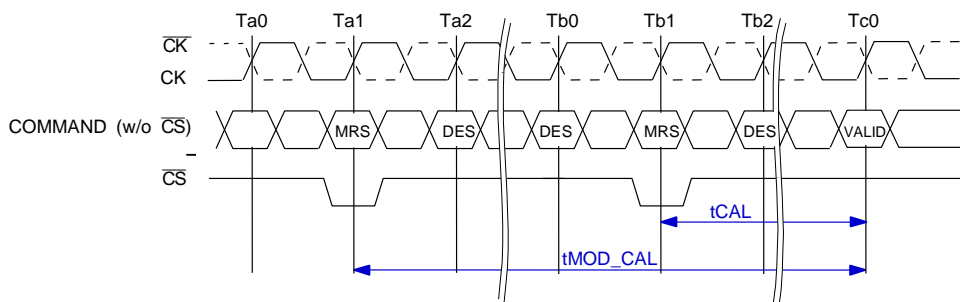 Ta0 Ta1 Ta2 Tb0 Tb1 Tb2 Tc0
CK
CK
COMMAND (w/o CS) MRS DES DES MRS DES VALID
CS
tCAL
tMOD_CAL